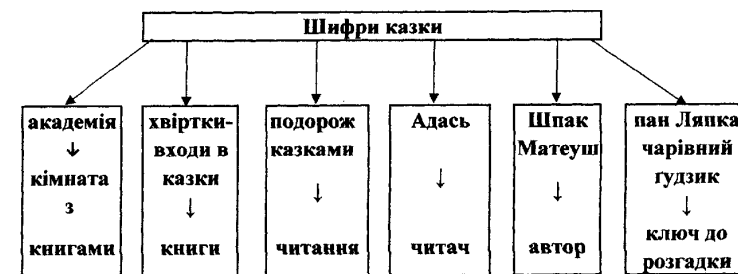 Шифри казки
академія
↓
кімната
з
книгами
хвіртки-
входи в
казки
↓
книги
подорож
казками
↓
читання
Адась
↓
читач
Шпак
Матеуш
↓
автор
пан Ляпка
чарівний
ґудзик
↓
ключ до
розгадки